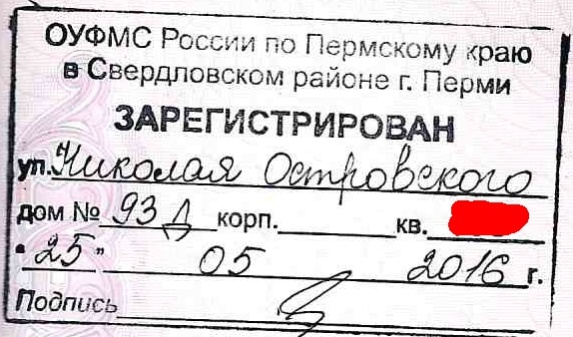 ОУФМС России по Пермскому краю
в Свердловском районе г. Перми
ЗАРЕГИСТРИРОВАН
ул. Николая Островского
дом № 93 Д корп. кв.
"25" 05 2016 г.
Подпись